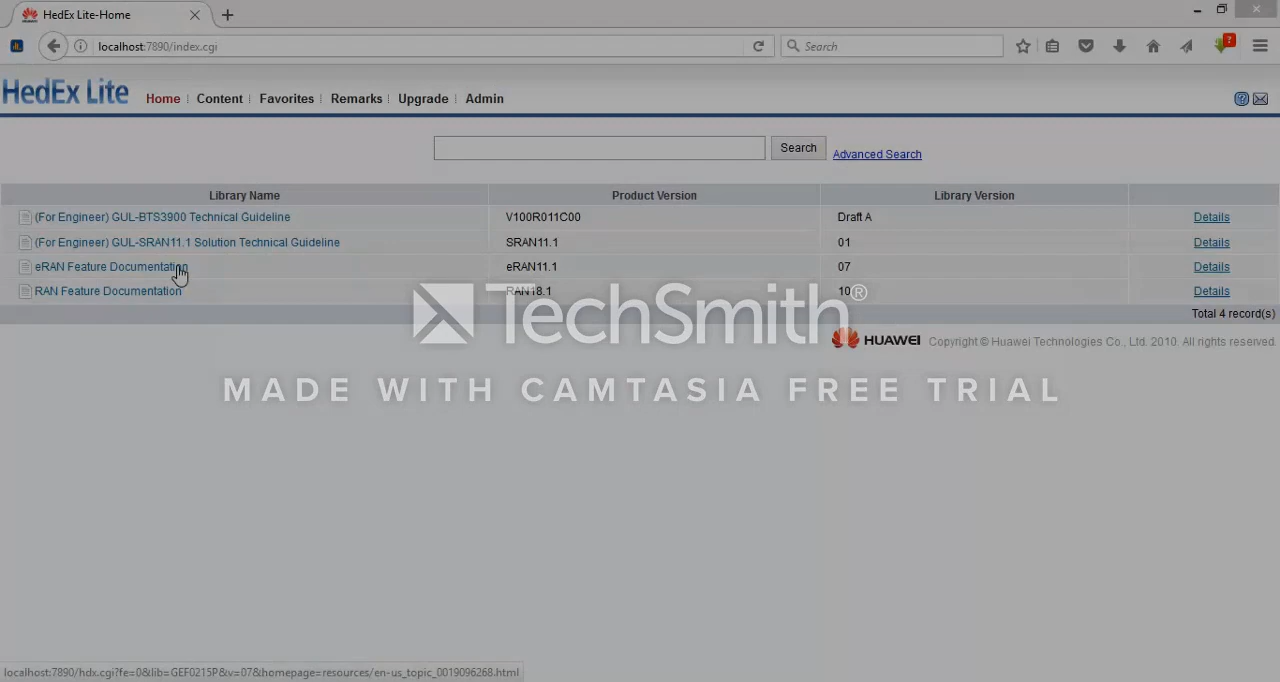 HedEx Lite-Home
localhost:7890/index.cgi
Search
?
HedEx Lite
Home Content Favorites Remarks Upgrade Admin
Search
Advanced Search
Library Name Product Version Library Version
(For Engineer) GUL-BTS3900 Technical Guideline V100R011C00 Draft A Details
(For Engineer) GUL-SRAN11.1 Solution Technical Guideline SRAN11.1 01 Details
eRAN Feature Documentation eRAN11.1 07 Details
RAN Feature Documentation RAN18.1 10 Details
TechSmith®
Total 4 record(s)
HUAWEI Copyright © Huawei Technologies Co., Ltd. 2010. All rights reserved.
MADE WITH CAMTASIA FREE TRIAL
localhost:7890/hdx.cgi?fe=0&lib=GEF0215P&v=07&homepage=resources/en-us_topic_0019096268.html